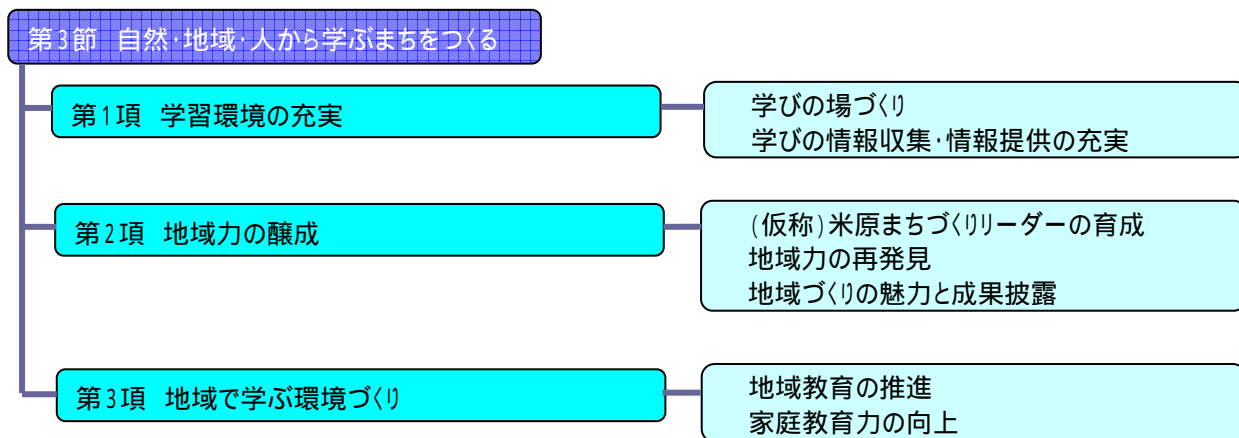 第3節 自然・地域・人から学ぶまちをつくる
第1項 学習環境の充実
学びの場づくり
学びの情報収集・情報提供の充実
第2項 地域力の醸成
(仮称)米原まちづくりリーダーの育成
地域力の再発見
地域づくりの魅力と成果披露
第3項 地域で学ぶ環境づくり
地域教育の推進
家庭教育力の向上